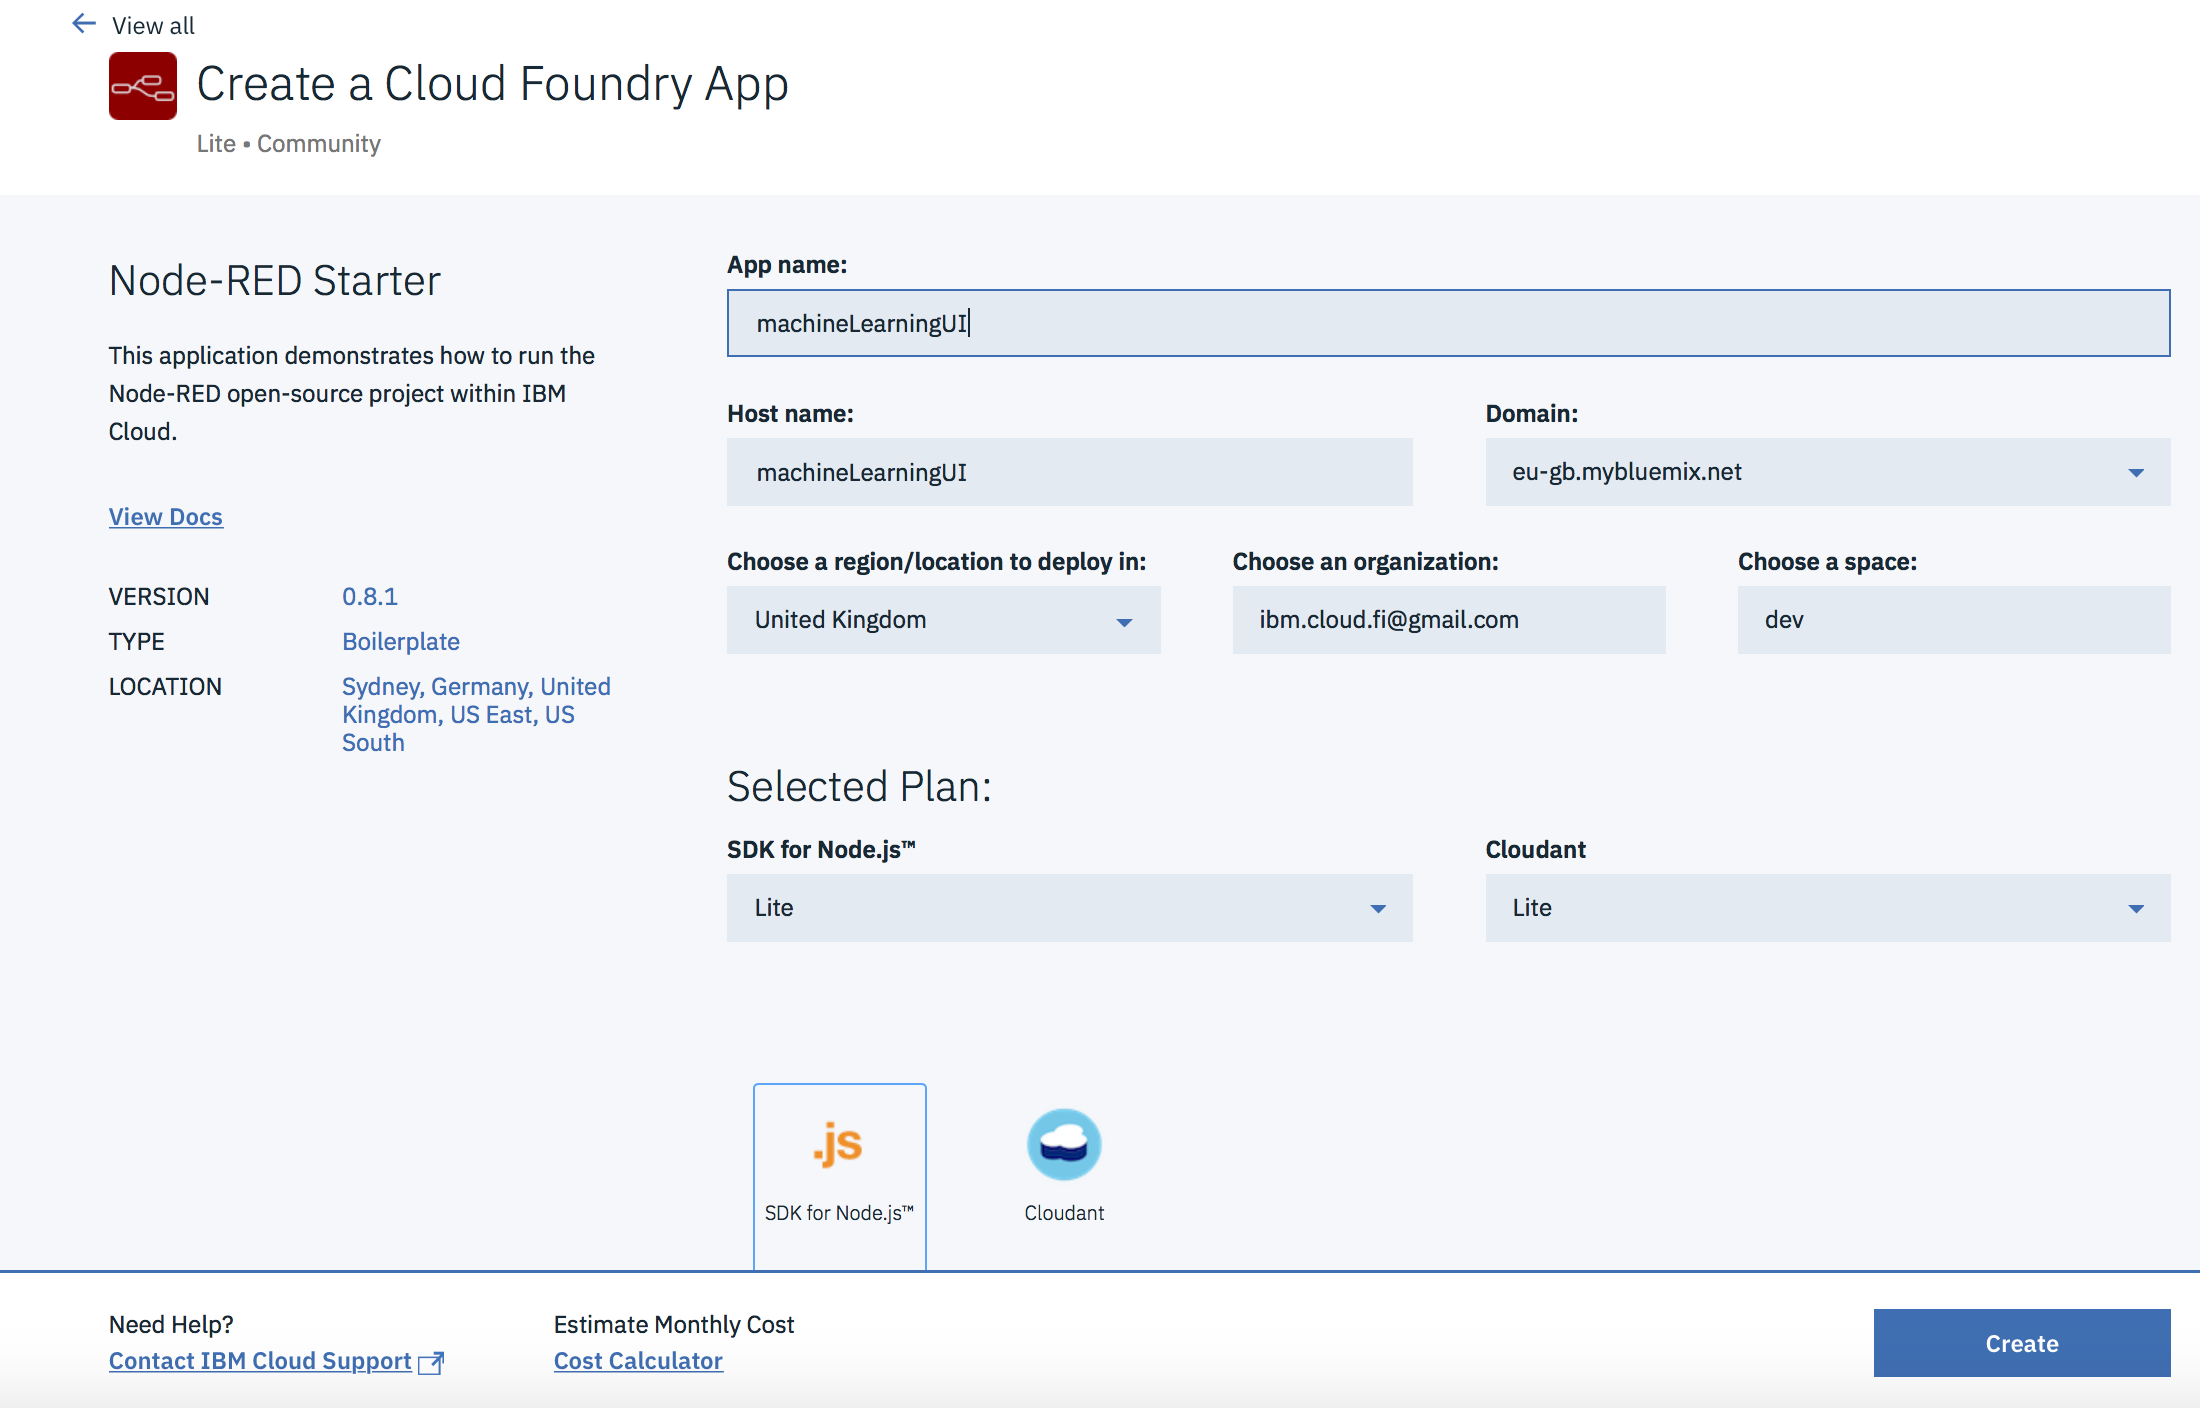 View all
Create a Cloud Foundry App
Lite • Community
Node-RED Starter
This application demonstrates how to run the
Node-RED open-source project within IBM
Cloud.
View Docs
VERSION 0.8.1
TYPE Boilerplate
LOCATION Sydney, Germany, United
Kingdom, US East, US
South
App name:
machineLearningUI
Host name: Domain:
machineLearningUI eu-gb.mybluemix.net
Choose a region/location to deploy in: Choose an organization: Choose a space:
United Kingdom ibm.cloud.fi@gmail.com dev
Selected Plan:
SDK for Node.js™ Cloudant
Lite Lite
.js
SDK for Node.js™ Cloudant
Need Help? Estimate Monthly Cost
Contact IBM Cloud Support Cost Calculator
Create